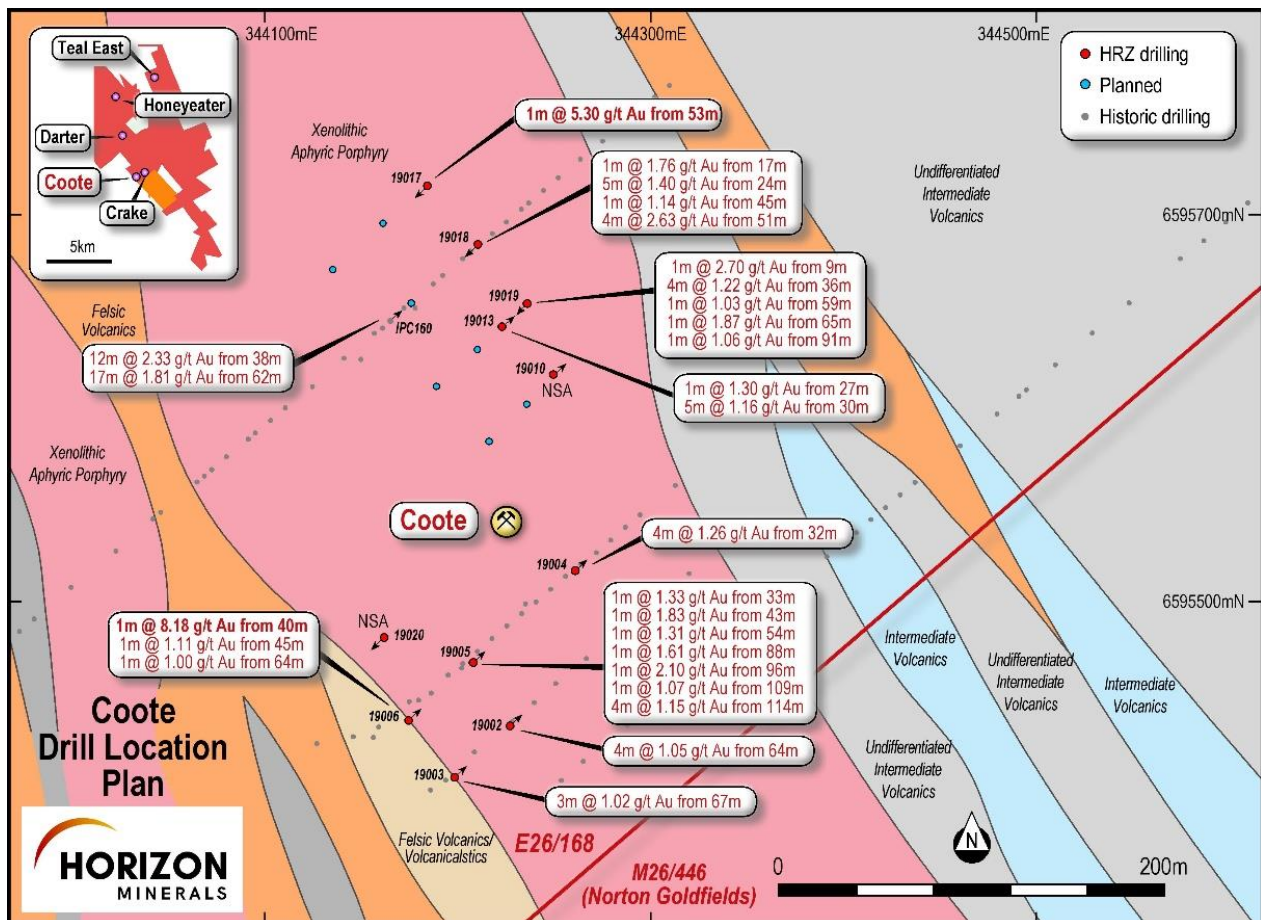 344100mE
344300mE
344500mE
Teal East
Honeyeater
Darter
Coote
Crake
5km
HRZ drilling
Planned
Historic drilling
Xenolithic
Aphyric Porphyry
1m @ 5.30 g/t Au from 53m
19017
1m @ 1.76 g/t Au from 17m
5m @ 1.40 g/t Au from 24m
1m @ 1.14 g/t Au from 45m
4m @ 2.63 g/t Au from 51m
Undifferentiated
Intermediate
Volcanics
6595700mN
19018
1m @ 2.70 g/t Au from 9m
4m @ 1.22 g/t Au from 36m
1m @ 1.03 g/t Au from 59m
1m @ 1.87 g/t Au from 65m
1m @ 1.06 g/t Au from 91m
19019
19013
Felsic
Volcanics
IPC160
12m @ 2.33 g/t Au from 38m
17m @ 1.81 g/t Au from 62m
19010
NSA
1m @ 1.30 g/t Au from 27m
5m @ 1.16 g/t Au from 30m
Xenolithic
Aphyric Porphyry
Coote
4m @ 1.26 g/t Au from 32m
19004
6595500mN
1m @ 8.18 g/t Au from 40m
1m @ 1.11 g/t Au from 45m
1m @ 1.00 g/t Au from 64m
NSA
19020
19005
1m @ 1.33 g/t Au from 33m
1m @ 1.83 g/t Au from 43m
1m @ 1.31 g/t Au from 54m
1m @ 1.61 g/t Au from 88m
1m @ 2.10 g/t Au from 96m
1m @ 1.07 g/t Au from 109m
4m @ 1.15 g/t Au from 114m
Intermediate
Volcanics
Undifferentiated
Intermediate
Volcanics
Intermediate
Volcanics
19006
19002
4m @ 1.05 g/t Au from 64m
Undifferentiated
Intermediate
Volcanics
19003
3m @ 1.02 g/t Au from 67m
Coote
Drill Location
Plan
Felsic Volcanics/
Volcanicalstics
E26/168
M26/446
(Norton Goldfields)
N
0
200m
HORIZON
MINERALS